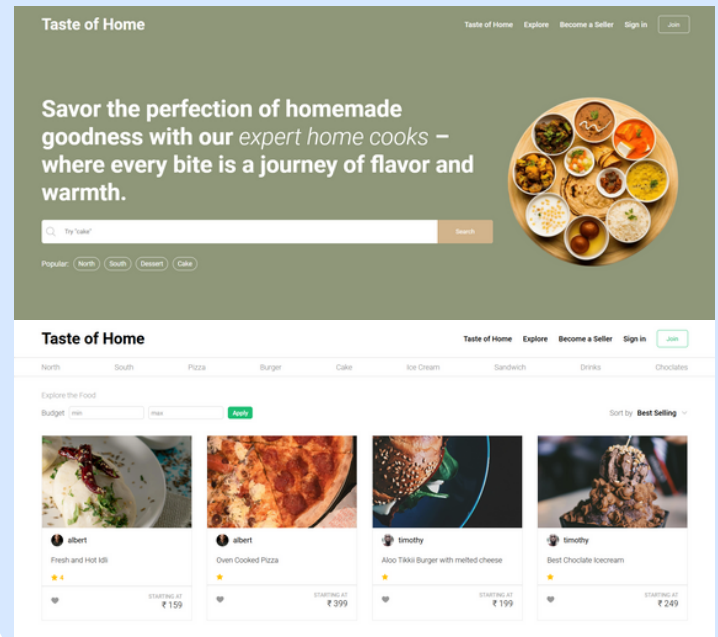 Taste of Home
Taste of Home Explore Become a Seller Sign in Join
Savor the perfection of homemade
goodness with our expert home cooks –
where every bite is a journey of flavor and
warmth.
Try "cake"
Search
Popular: North South Dessert Cake
Taste of Home
Taste of Home Explore Become a Seller Sign in Join
North South Pizza Burger Cake Ice Cream Sandwich Drinks Choclates
Explore the Food
Budget min max Apply
Sort by Best Selling
albert
Fresh and Hot Idli
4
STARTING AT
₹ 159
albert
Oven Cooked Pizza
STARTING AT
₹ 399
timothy
Aloo Tikkii Burger with melted cheese
STARTING AT
₹ 199
timothy
Best Choclate Icecream
STARTING AT
₹ 249